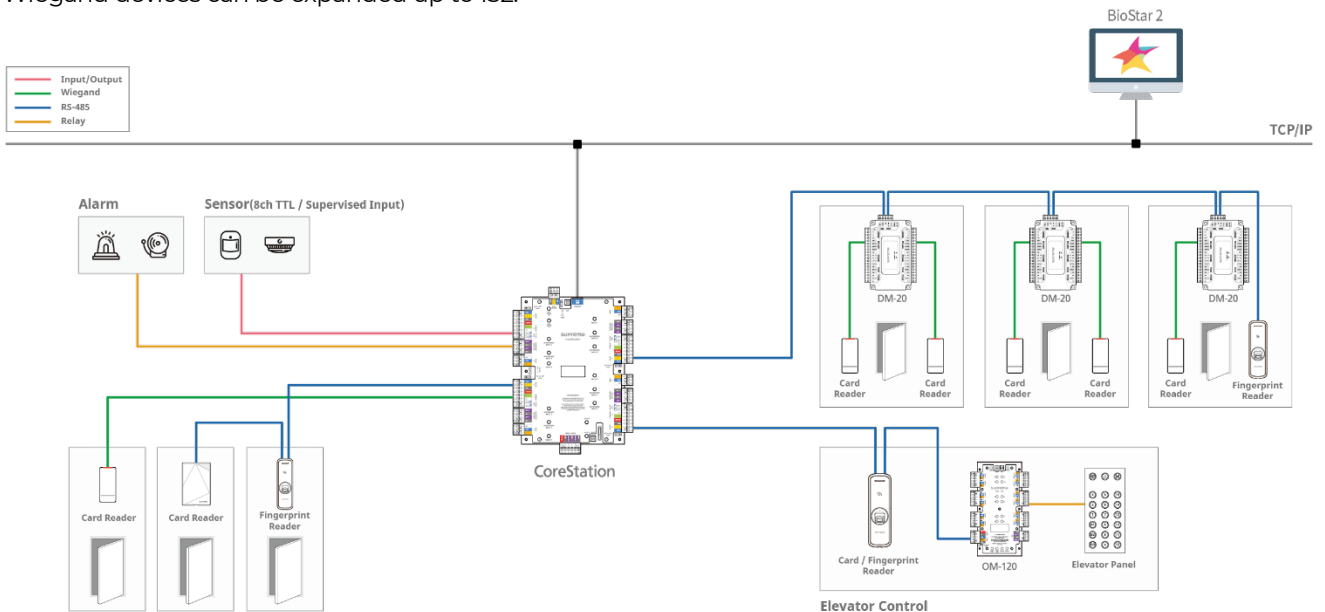 Wiegand devices can be expanded up to 132.
BioStar 2
Input/Output
Wiegand
RS-485
Relay
TCP/IP
Alarm
Sensor(8ch TTL / Supervised Input)
DM-20
DM-20
DM-20
Card
Reader
Card
Reader
Card
Reader
Card
Reader
Card
Reader
Fingerprint
Reader
CoreStation
Card Reader
Card Reader
Fingerprint
Reader
Card / Fingerprint
Reader
OM-120
Elevator Panel
Elevator Control